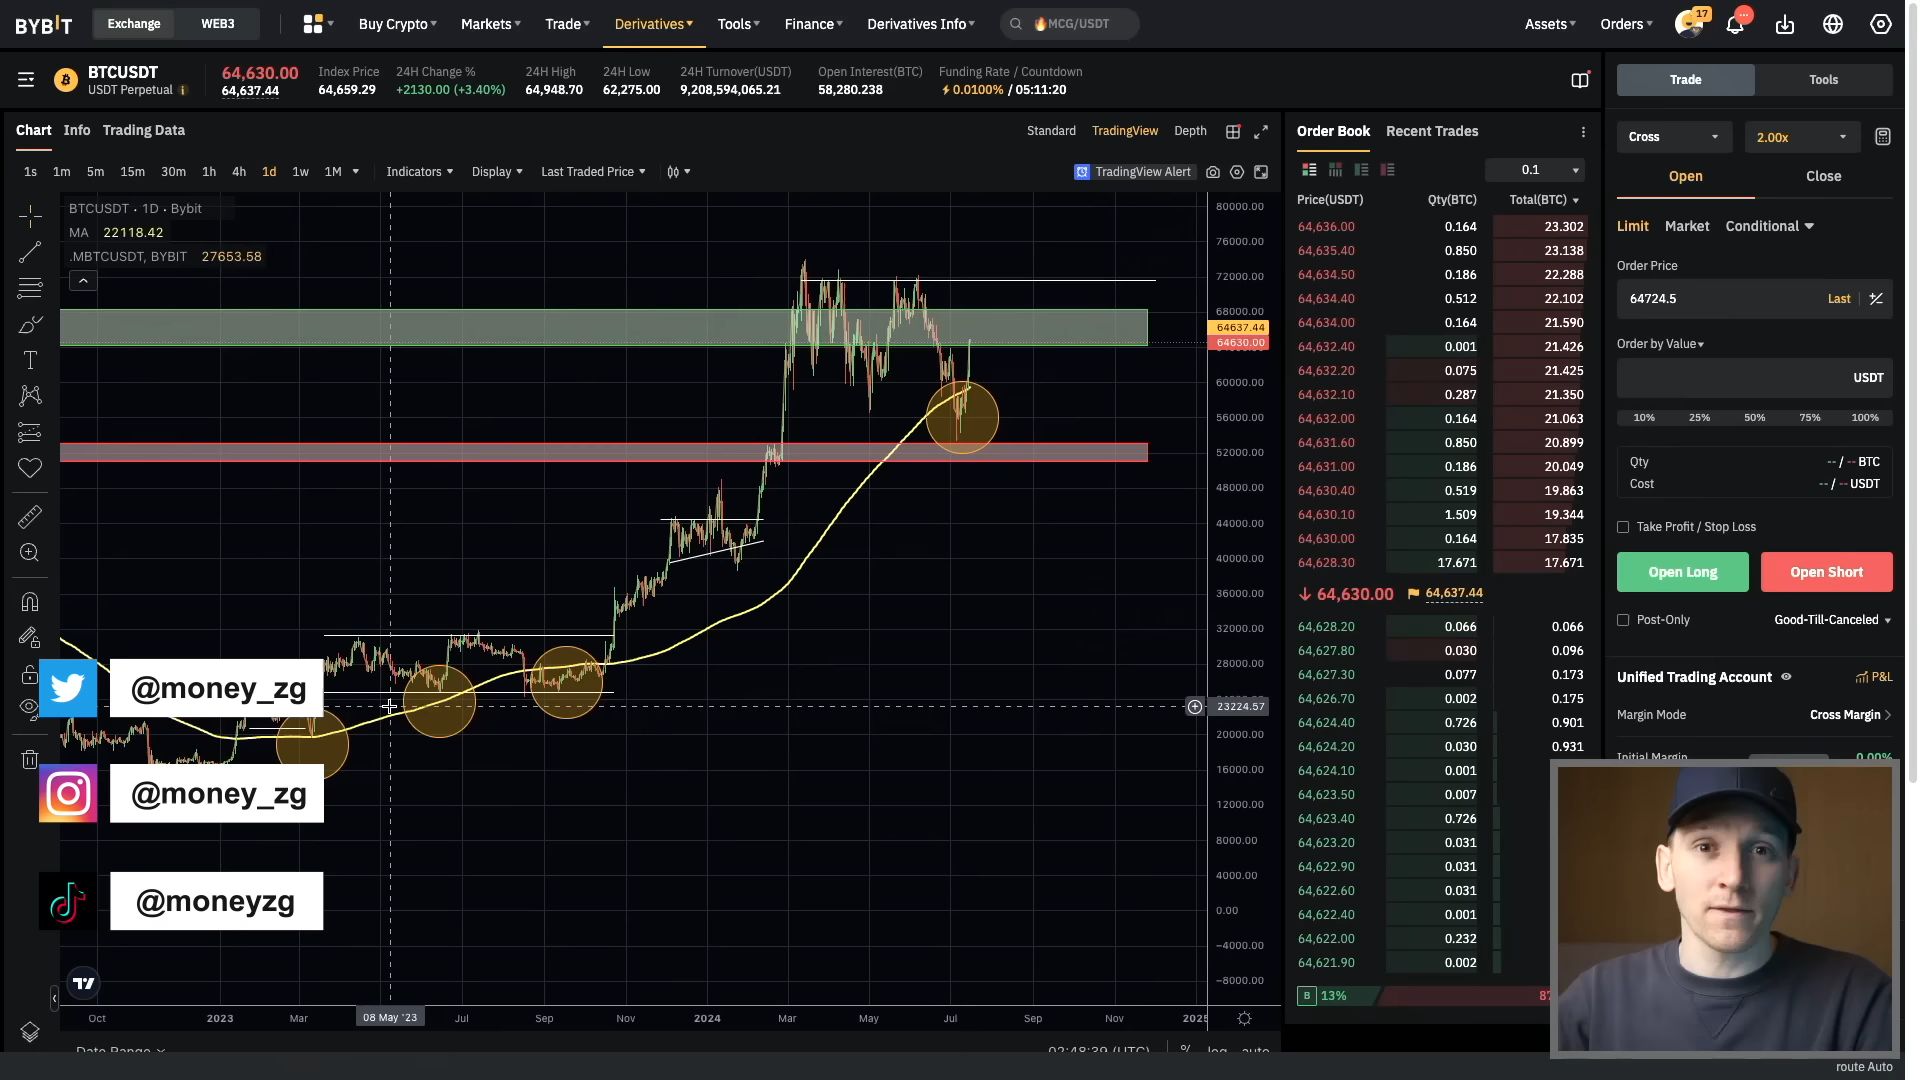 BYBIT Exchange WEB3 Buy Crypto Markets Trade Derivatives Tools Finance Derivatives Info MCG/USDT Assets Orders 17
BTCUSDT
USDT Perpetual
64,630.00
64,637.44
Index Price
64,659.29
24H Change %
+2130.00 (+3.40%)
24H High
64,948.70
24H Low
62,275.00
24H Turnover(USDT)
9,208,594,065.21
Open Interest(BTC)
58,280.238
Funding Rate / Countdown
0.0100% / 05:11:20
Trade Tools
Chart Info Trading Data Standard TradingView Depth
1s 1m 5m 15m 30m 1h 4h 1d 1w 1M Indicators Display Last Traded Price TradingView Alert
BTCUSDT · 1D · Bybit
MA 22118.42
.MBTCUSDT, BYBIT 27653.58
80000.00
76000.00
72000.00
68000.00
64637.44
64630.00
60000.00
56000.00
52000.00
48000.00
44000.00
40000.00
36000.00
32000.00
28000.00
23224.57
20000.00
16000.00
12000.00
8000.00
4000.00
0.00
−4000.00
−8000.00
@money_zg
@money_zg
@moneyzg
Oct 2023 Mar 08 May '23 Jul Sep Nov 2024 Mar May Jul Sep Nov 2025
Date Range 02:48:39 (UTC) % log auto
Order Book Recent Trades
0.1
Price(USDT) Qty(BTC) Total(BTC)
64,636.00 0.164 23.302
64,635.40 0.850 23.138
64,634.50 0.186 22.288
64,634.40 0.512 22.102
64,634.00 0.164 21.590
64,632.40 0.001 21.426
64,632.20 0.075 21.425
64,632.10 0.287 21.350
64,632.00 0.164 21.063
64,631.60 0.850 20.899
64,631.00 0.186 20.049
64,630.40 0.519 19.863
64,630.10 1.509 19.344
64,630.00 0.164 17.835
64,628.30 17.671 17.671
64,630.00 64,637.44
64,628.20 0.066 0.066
64,627.80 0.030 0.096
64,627.30 0.077 0.173
64,626.70 0.002 0.175
64,624.40 0.726 0.901
64,624.20 0.030 0.931
64,624.10 0.001
64,623.50 0.007
64,623.40 0.726
64,623.20 0.031
64,622.90 0.031
64,622.60 0.031
64,622.40 0.001
64,622.00 0.232
64,621.90 0.002
B 13%
Cross 2.00x
Open Close
Limit Market Conditional
Order Price
64724.5 Last
Order by Value
USDT
10% 25% 50% 75% 100%
Qty -- / -- BTC
Cost -- / -- USDT
Take Profit / Stop Loss
Open Long Open Short
Post-Only Good-Till-Canceled
Unified Trading Account P&L
Margin Mode Cross Margin
Initial Margin 0.00%
route Auto